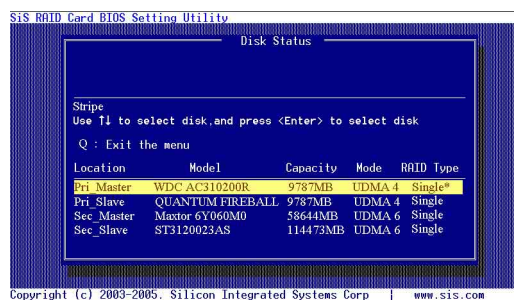 SiS RAID Card BIOS Setting Utility
Disk Status
Stripe
Use ↑↓ to select disk,and press <Enter> to select disk
Q : Exit the menu
Location Model Capacity Mode RAID Type
Pri_Master WDC AC310200R 9787MB UDMA 4 Single*
Pri_Slave QUANTUM FIREBALL 9787MB UDMA 4 Single
Sec_Master Maxtor 6Y060M0 58644MB UDMA 6 Single
Sec_Slave ST3120023AS 114473MB UDMA 6 Single
Copyright (c) 2003-2005. Silicon Integrated Systems Corp | www.sis.com